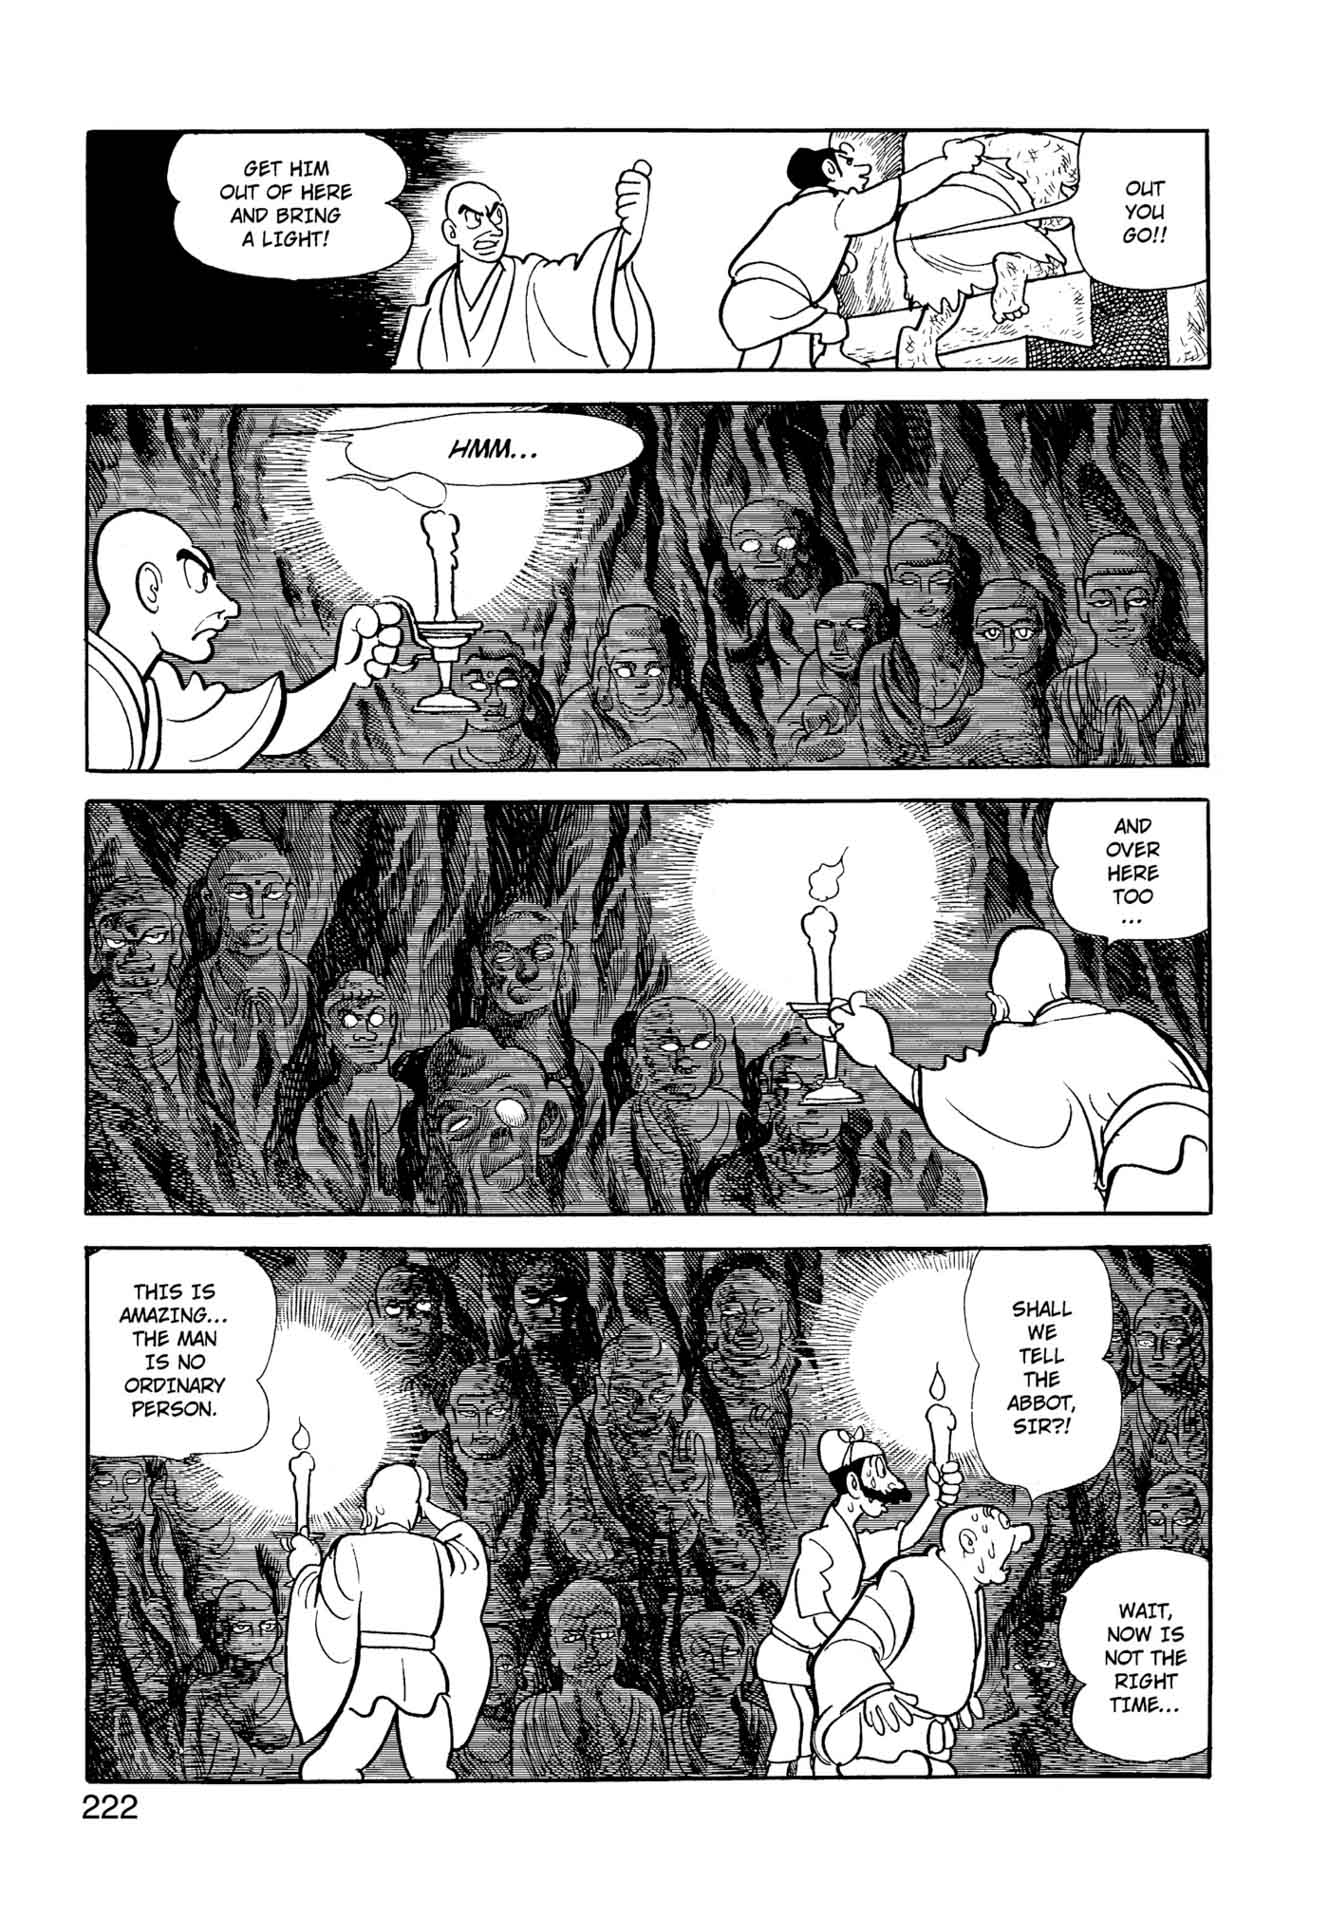 GET HIM
OUT OF HERE
AND BRING
A LIGHT!
OUT
YOU
GO!!
HMM...
AND
OVER
HERE
TOO
...
THIS IS
AMAZING...
THE MAN
IS NO
ORDINARY
PERSON.
SHALL
WE
TELL
THE
ABBOT,
SIR?!
WAIT,
NOW IS
NOT THE
RIGHT
TIME...
222